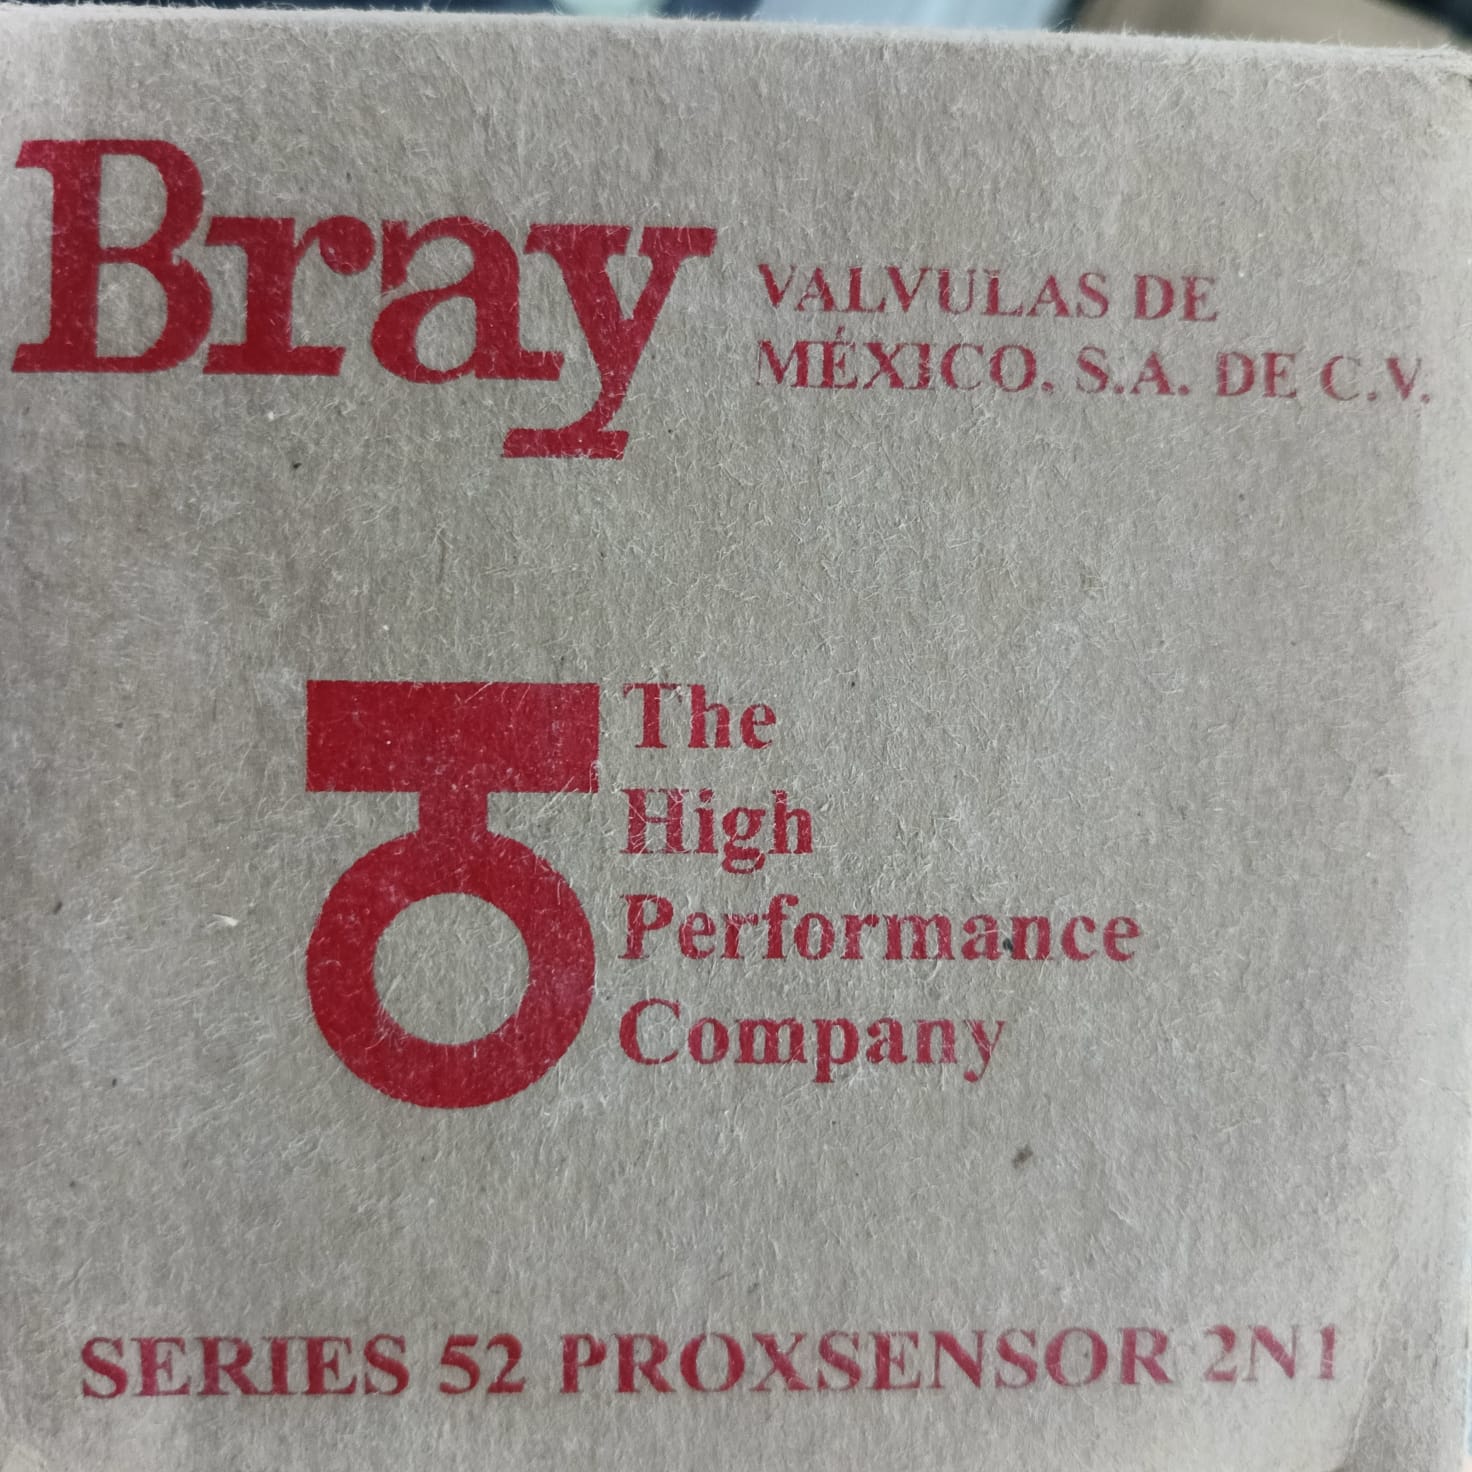 Bray
VALVULAS DE
MÉXICO, S.A. DE C.V.
The
High
Performance
Company
SERIES 52 PROXSENSOR 2N1